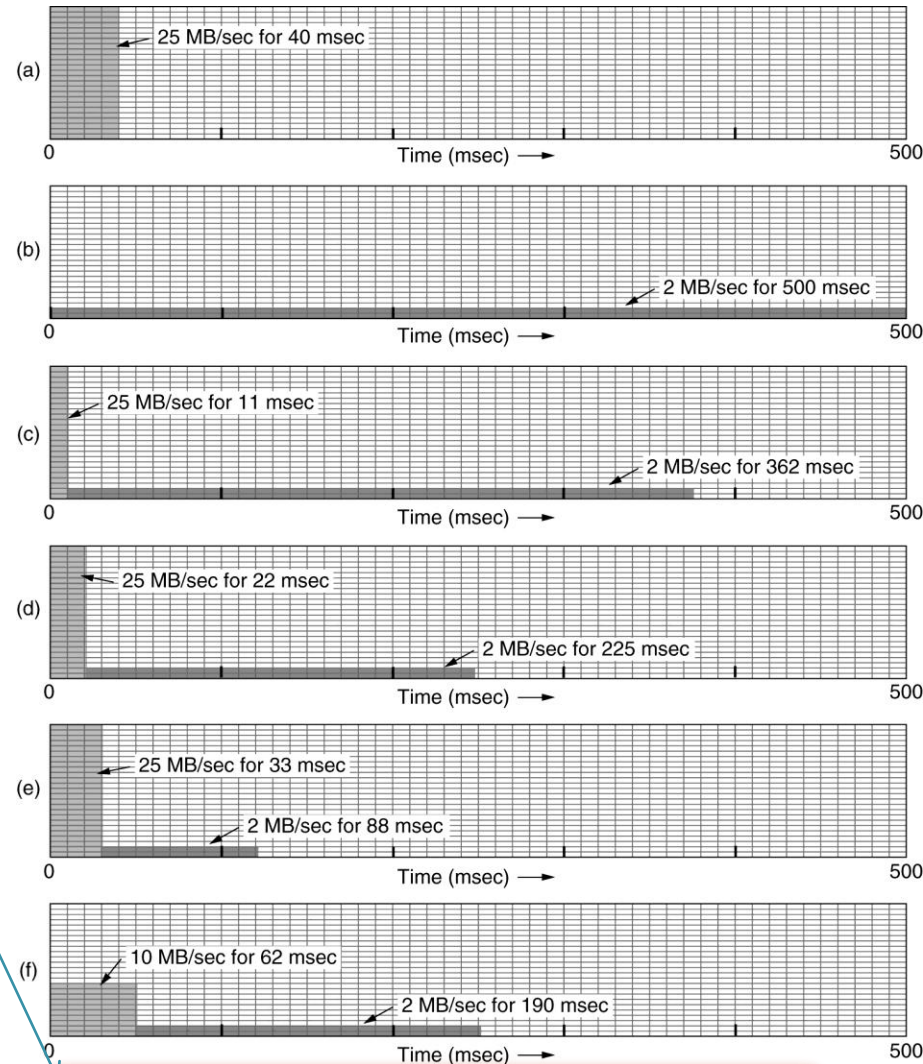 (a)
25 MB/sec for 40 msec
0
Time (msec)
500
(b)
2 MB/sec for 500 msec
0
Time (msec)
500
(c)
25 MB/sec for 11 msec
2 MB/sec for 362 msec
0
Time (msec)
500
(d)
25 MB/sec for 22 msec
2 MB/sec for 225 msec
0
Time (msec)
500
(e)
25 MB/sec for 33 msec
2 MB/sec for 88 msec
0
Time (msec)
500
(f)
10 MB/sec for 62 msec
2 MB/sec for 190 msec
0
Time (msec)
500